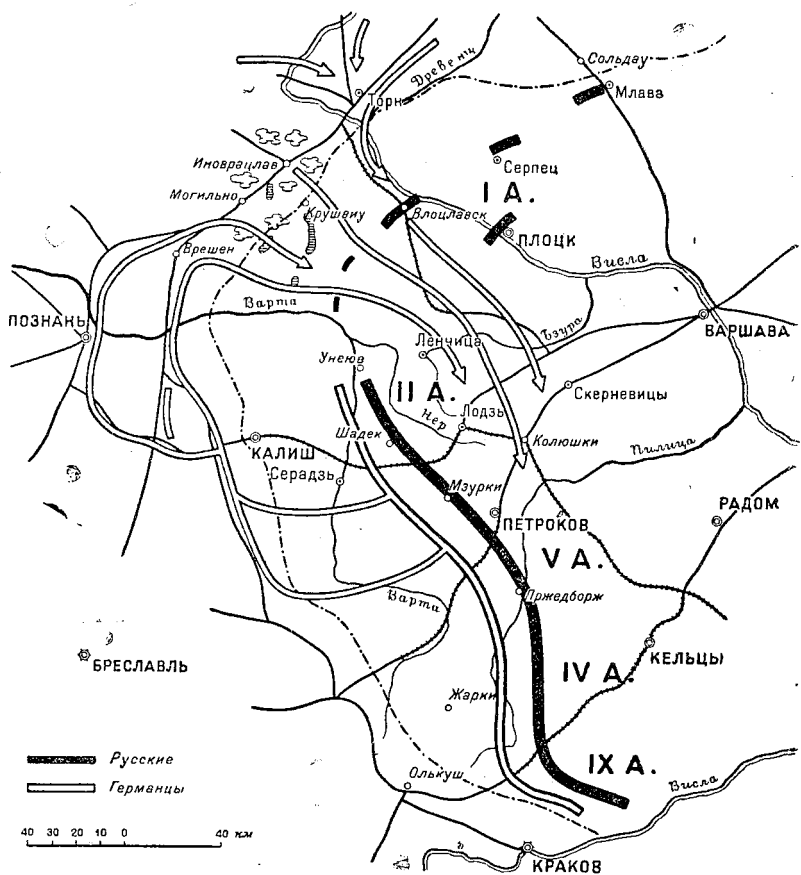 Сольдау
Древенц
Млава
Торн
Серпец
I А.
Иноврацлав
Могильно
Крушвиц
Влоцлавск
ПЛОЦК
Врешен
Висла
Варта
ПОЗНАНЬ
Бзура
ВАРШАВА
Ленчица
Унеюв
II А.
Скерневицы
Нер
Лодзь
Шадек
Колюшки
КАЛИШ
Пилица
Серадзь
Мзурки
РАДОМ
ПЕТРОКОВ
V А.
Варта
Пржедборж
БРЕСЛАВЛЬ
КЕЛЬЦЫ
IV А.
Жарки
Русские
IX А.
Германцы
Олькуш
Висла
40 30 20 10 0 40 км
КРАКОВ